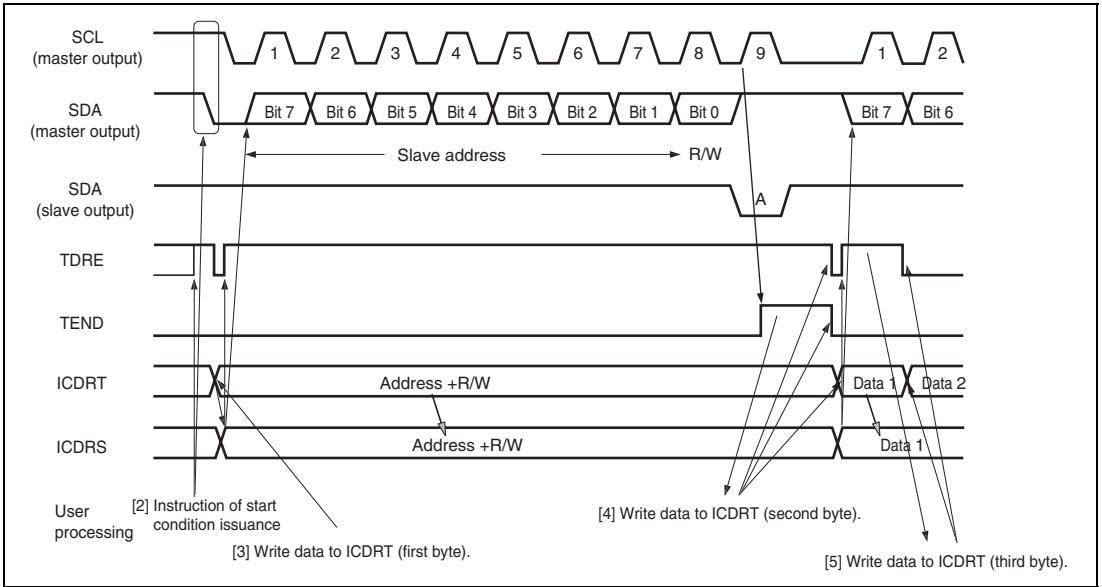 SCL
(master output)
1 2 3 4 5 6 7 8 9 1 2
SDA
(master output)
Bit 7 Bit 6 Bit 5 Bit 4 Bit 3 Bit 2 Bit 1 Bit 0 Bit 7 Bit 6
Slave address R/W
SDA
(slave output)
A
TDRE
TEND
ICDRT
Address +R/W Data 1 Data 2
ICDRS
Address +R/W Data 1
User
processing
[2] Instruction of start
condition issuance
[3] Write data to ICDRT (first byte).
[4] Write data to ICDRT (second byte).
[5] Write data to ICDRT (third byte).